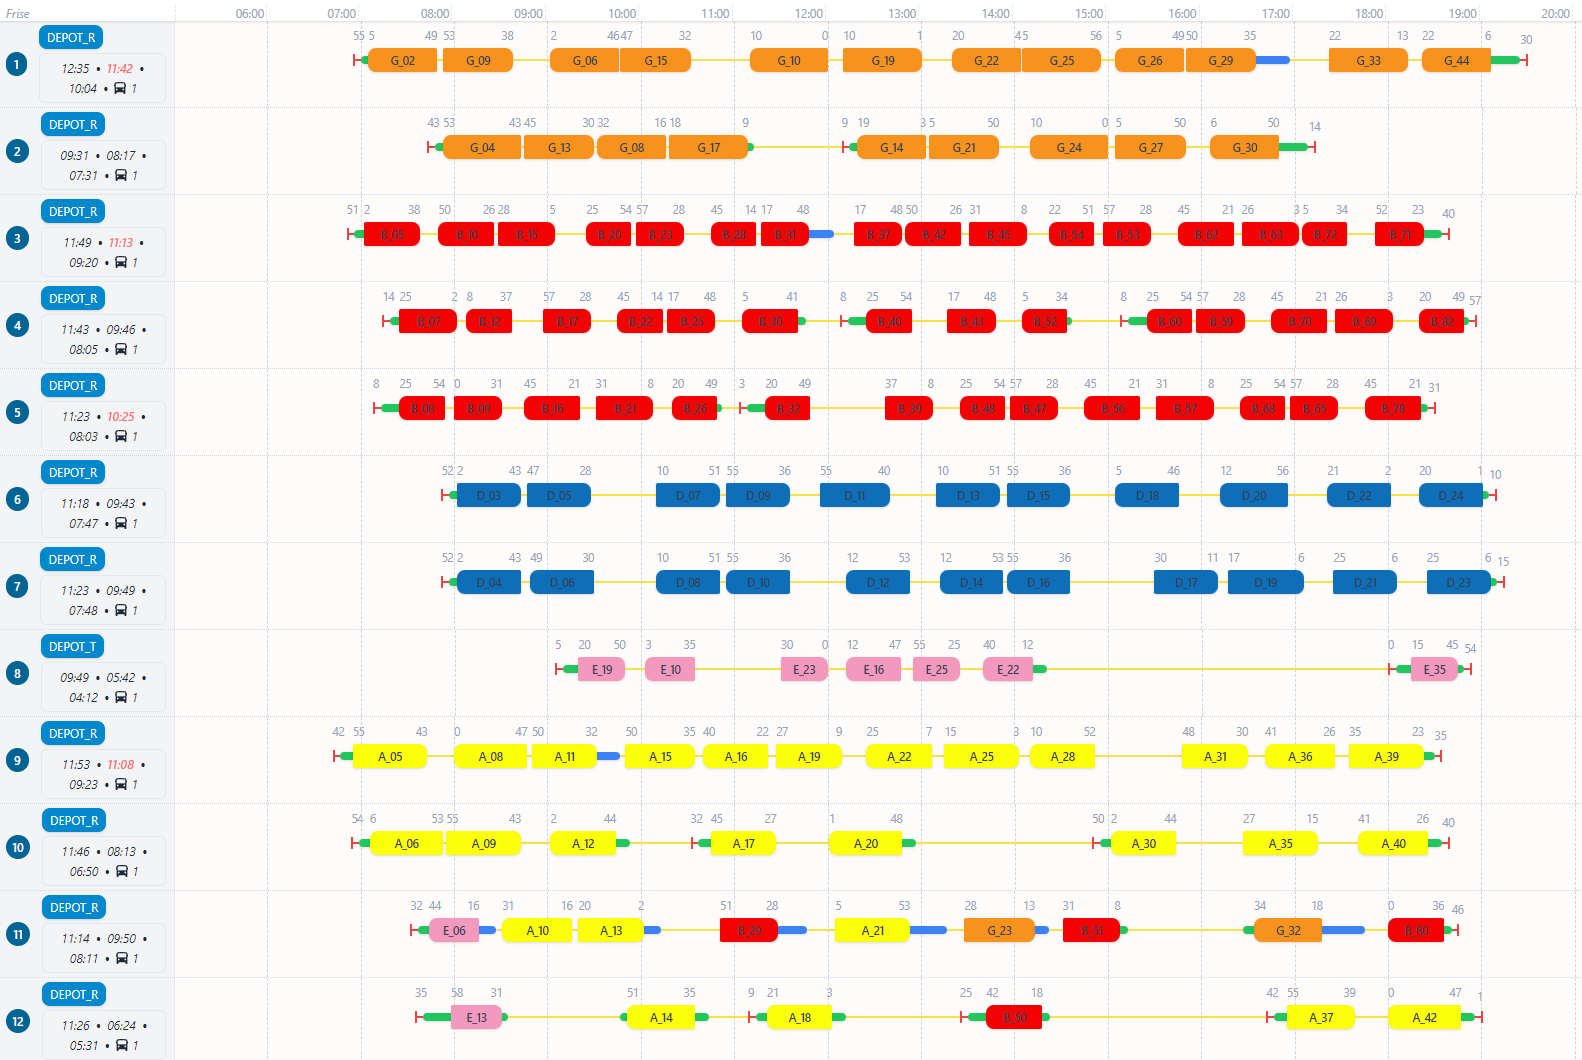 Frise 06:00 07:00 08:00 09:00 10:00 11:00 12:00 13:00 14:00 15:00 16:00 17:00 18:00 19:00 20:00
DEPOT_R
55 5 49 53 38 2 46 47 32 10 0 10 1 20 45 5 56 5 49 50 35 22 13 22 6 30
1 G_02 G_09 G_06 G_15 G_10 G_19 G_22 G_25 G_26 G_29 G_33 G_44
12:35 • 11:42 •
10:04 • 1
DEPOT_R
43 53 43 45 30 32 16 18 9 9 19 3 5 50 10 0 5 50 6 50 14
2 G_04 G_13 G_08 G_17 G_14 G_21 G_24 G_27 G_30
09:31 • 08:17 •
07:31 • 1
DEPOT_R
51 2 38 50 26 28 5 25 54 57 28 45 14 17 48 17 48 50 26 31 8 22 51 57 28 45 21 26 3 5 34 52 23 40
3 B_05 B_10 B_15 B_20 B_23 B_28 B_31 B_37 B_42 B_45 B_54 B_53 B_62 B_63 B_72 B_71
11:49 • 11:13 •
09:20 • 1
DEPOT_R
14 25 2 8 37 57 28 45 14 17 48 5 41 8 25 54 17 48 5 34 8 25 54 57 28 45 21 26 3 20 49 57
4 B_07 B_12 B_17 B_22 B_25 B_30 B_40 B_43 B_52 B_60 B_59 B_70 B_69 B_82
11:43 • 09:46 •
08:05 • 1
DEPOT_R
8 25 54 0 31 45 21 31 8 20 49 3 20 49 37 8 25 54 57 28 45 21 31 8 25 54 57 28 45 21 31
5 B_08 B_09 B_16 B_21 B_26 B_32 B_39 B_48 B_47 B_56 B_57 B_68 B_65 B_78
11:23 • 10:25 •
08:03 • 1
DEPOT_R
52 2 43 47 28 10 51 55 36 55 40 10 51 55 36 5 46 12 56 21 2 20 1 10
6 D_03 D_05 D_07 D_09 D_11 D_13 D_15 D_18 D_20 D_22 D_24
11:18 • 09:43 •
07:47 • 1
DEPOT_R
52 2 43 49 30 10 51 55 36 12 53 12 53 55 36 30 11 17 6 25 6 25 6 15
7 D_04 D_06 D_08 D_10 D_12 D_14 D_16 D_17 D_19 D_21 D_23
11:23 • 09:49 •
07:48 • 1
DEPOT_T
5 20 50 3 35 30 0 12 47 55 25 40 12 0 15 45 54
8 E_19 E_10 E_23 E_16 E_25 E_22 E_35
09:49 • 05:42 •
04:12 • 1
DEPOT_R
42 55 43 0 47 50 32 50 35 40 22 27 9 25 7 15 3 10 52 48 30 41 26 35 23 35
9 A_05 A_08 A_11 A_15 A_16 A_19 A_22 A_25 A_28 A_31 A_36 A_39
11:53 • 11:08 •
09:23 • 1
DEPOT_R
54 6 53 55 43 2 44 32 45 27 1 48 50 2 44 27 15 41 26 40
10 A_06 A_09 A_12 A_17 A_20 A_30 A_35 A_40
11:46 • 08:13 •
06:50 • 1
DEPOT_R
32 44 16 31 16 20 2 51 28 5 53 28 13 31 8 34 18 0 36 46
11 E_06 A_10 A_13 B_29 A_21 G_23 B_51 G_32 B_80
11:14 • 09:50 •
08:11 • 1
DEPOT_R
35 58 31 51 35 9 21 3 25 42 18 42 55 39 0 47 1
12 E_13 A_14 A_18 B_50 A_37 A_42
11:26 • 06:24 •
05:31 • 1